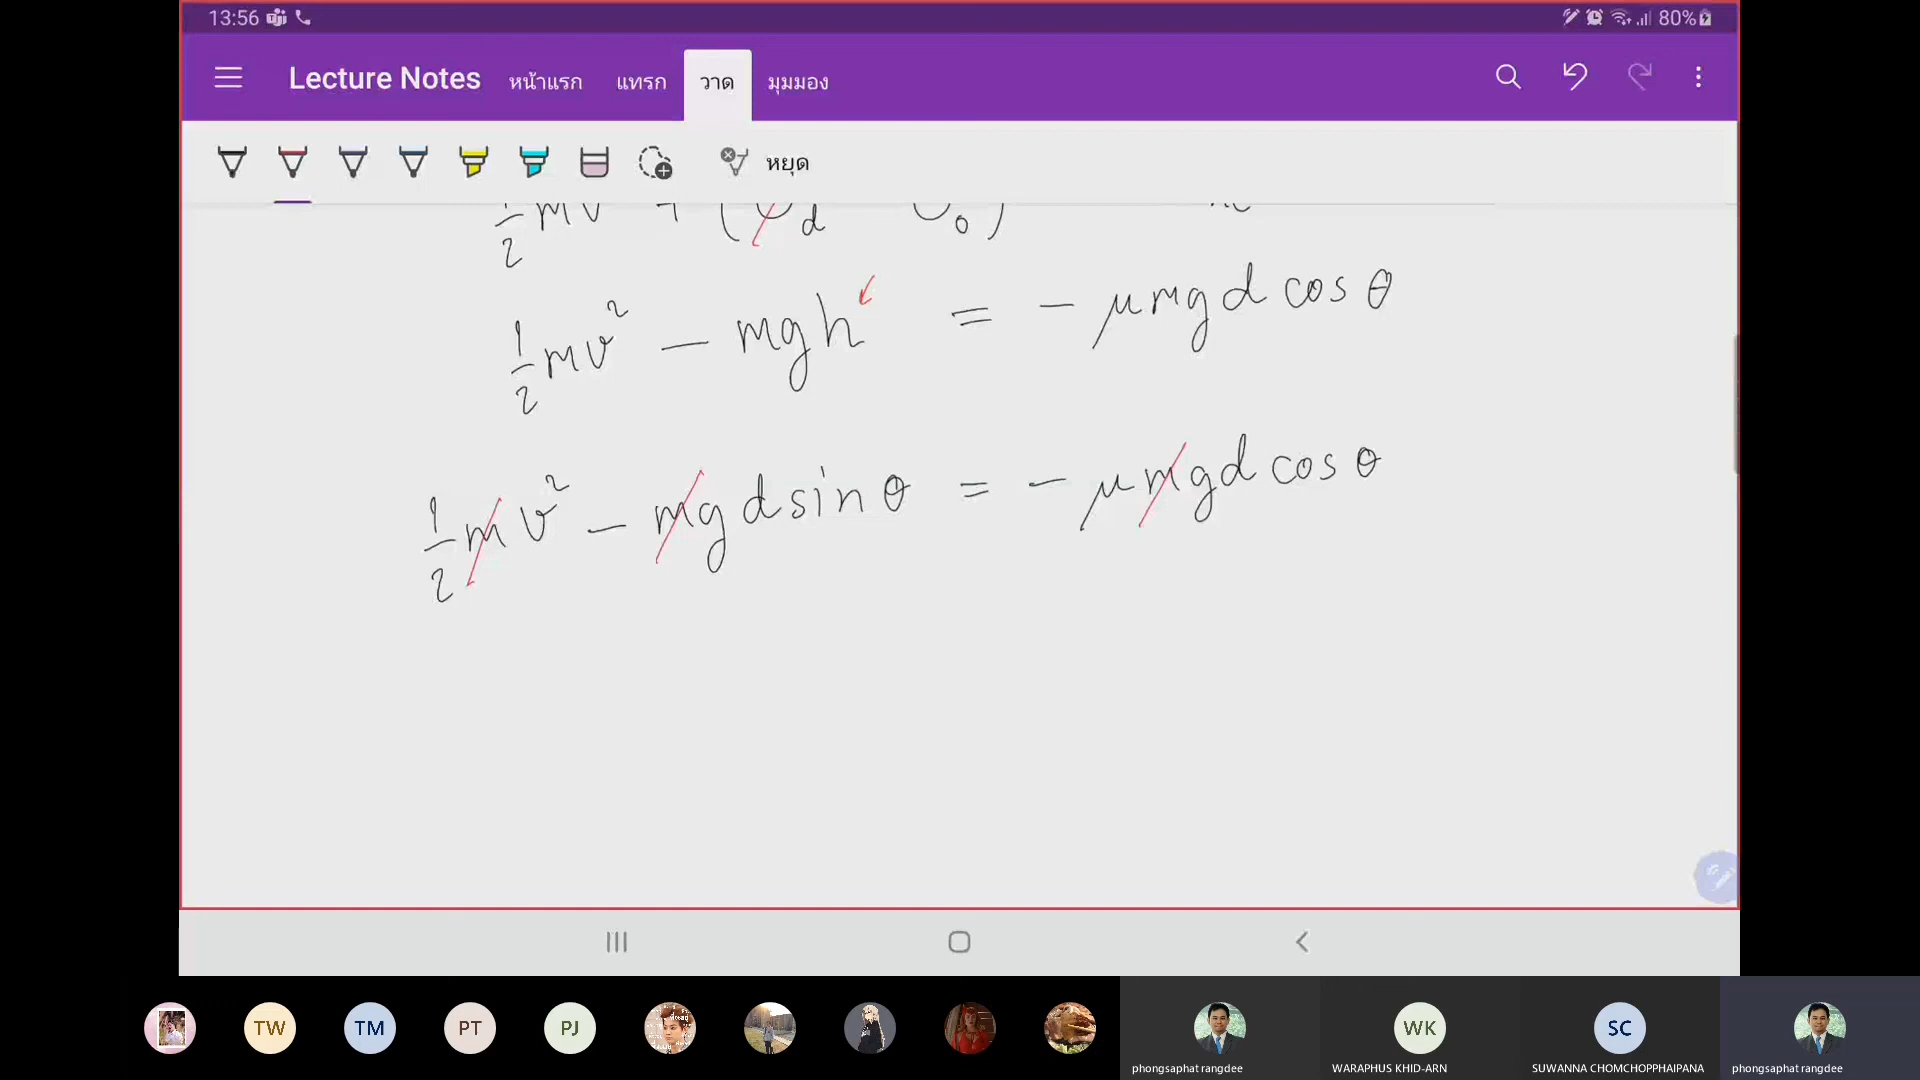 13:56 80%
Lecture Notes หน้าแรก แทรก วาด มุมมอง
หยุด
½mv² - mgh = - μmgd cos θ
½mv² - mgd sin θ = - μmgd cos θ
TW TM PT PJ WK SC
phongsaphat rangdee WARAPHUS KHID-ARN SUWANNA CHOMCHOPPHAIPANA phongsaphat rangdee